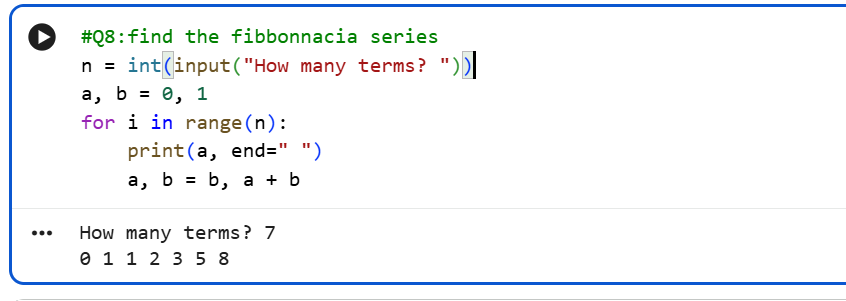 #Q8:find the fibbonnacia series
n = int(input("How many terms? "))
a, b = 0, 1
for i in range(n):
    print(a, end=" ")
    a, b = b, a + b
How many terms? 7
0 1 1 2 3 5 8